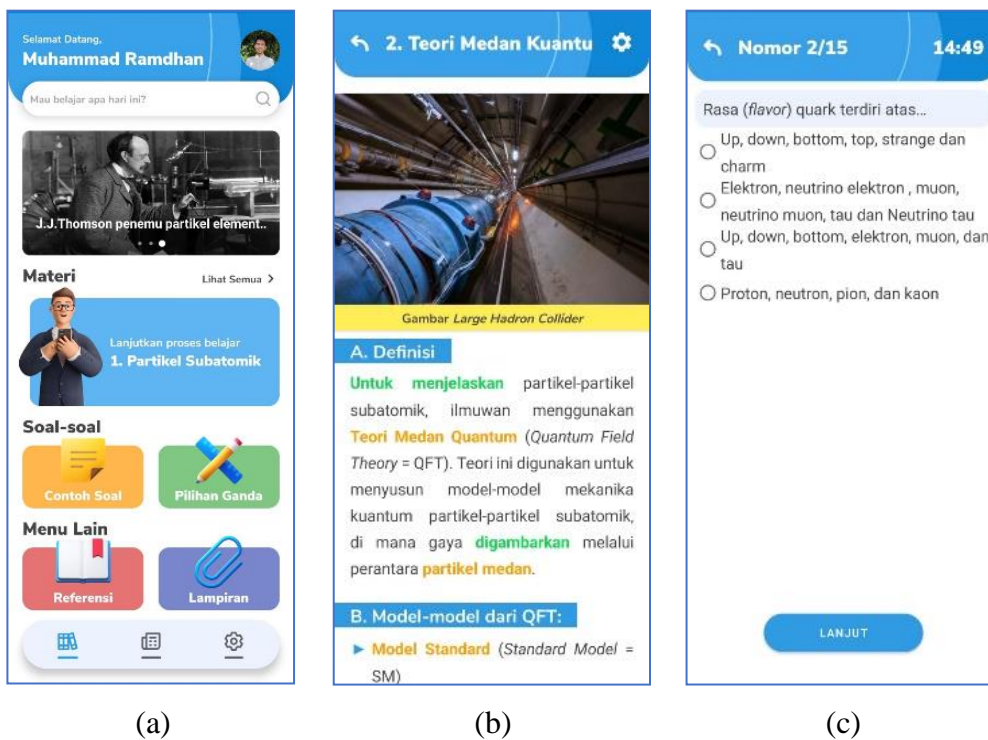 Selamat Datang,
Muhammad Ramdhan
Mau belajar apa hari ini?
J.J.Thomson penemu partikel element..
Materi
Lihat Semua >
Lanjutkan proses belajar
1. Partikel Subatomik
Soal-soal
Contoh Soal
Pilihan Ganda
Menu Lain
Referensi
Lampiran
(a)
2. Teori Medan Kuantu
Gambar Large Hadron Collider
A. Definisi
Untuk menjelaskan partikel-partikel
subatomik, ilmuwan menggunakan
Teori Medan Quantum (Quantum Field
Theory = QFT). Teori ini digunakan untuk
menyusun model-model mekanika
kuantum partikel-partikel subatomik,
di mana gaya digambarkan melalui
perantara partikel medan.
B. Model-model dari QFT:
► Model Standard (Standard Model =
SM)
(b)
Nomor 2/15
14:49
Rasa (flavor) quark terdiri atas...
Up, down, bottom, top, strange dan
charm
Elektron, neutrino elektron , muon,
neutrino muon, tau dan Neutrino tau
Up, down, bottom, elektron, muon, dan
tau
Proton, neutron, pion, dan kaon
LANJUT
(c)